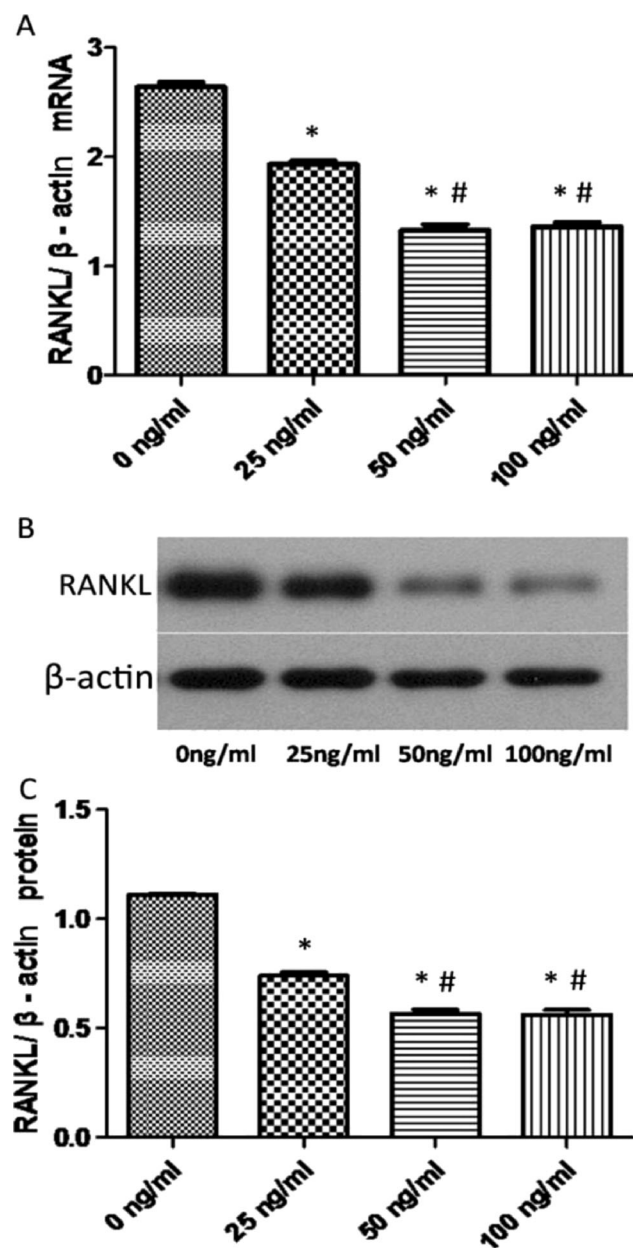 A
RANKL/ β - actIn mRNA
3
2
1
0
*
* #
* #
0 ng/ml
25 ng/ml
50 ng/ml
100 ng/ml
B
RANKL
β-actin
0ng/ml 25ng/ml 50ng/ml 100ng/ml
C
RANKL/ β - actIn protein
1.5
1.0
0.5
0.0
*
* #
* #
0 ng/ml
25 ng/ml
50 ng/ml
100 ng/ml